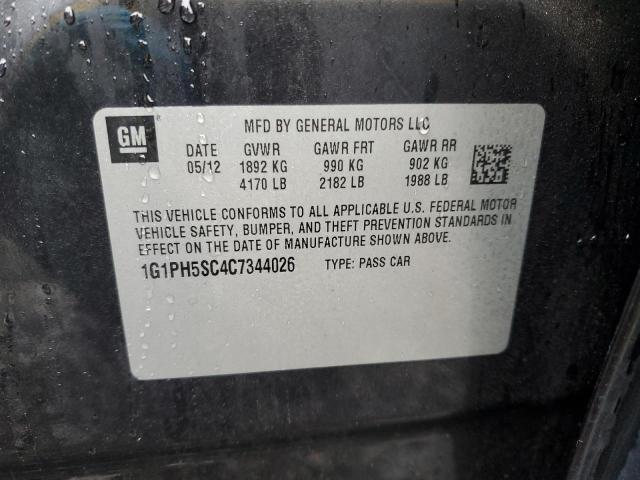 GM
MFD BY GENERAL MOTORS LLC
DATE GVWR GAWR FRT GAWR RR
05/12 1892 KG 990 KG 902 KG
4170 LB 2182 LB 1988 LB
THIS VEHICLE CONFORMS TO ALL APPLICABLE U.S. FEDERAL MOTOR
VEHICLE SAFETY, BUMPER, AND THEFT PREVENTION STANDARDS IN
EFFECT ON THE DATE OF MANUFACTURE SHOWN ABOVE.
1G1PH5SC4C7344026 TYPE: PASS CAR